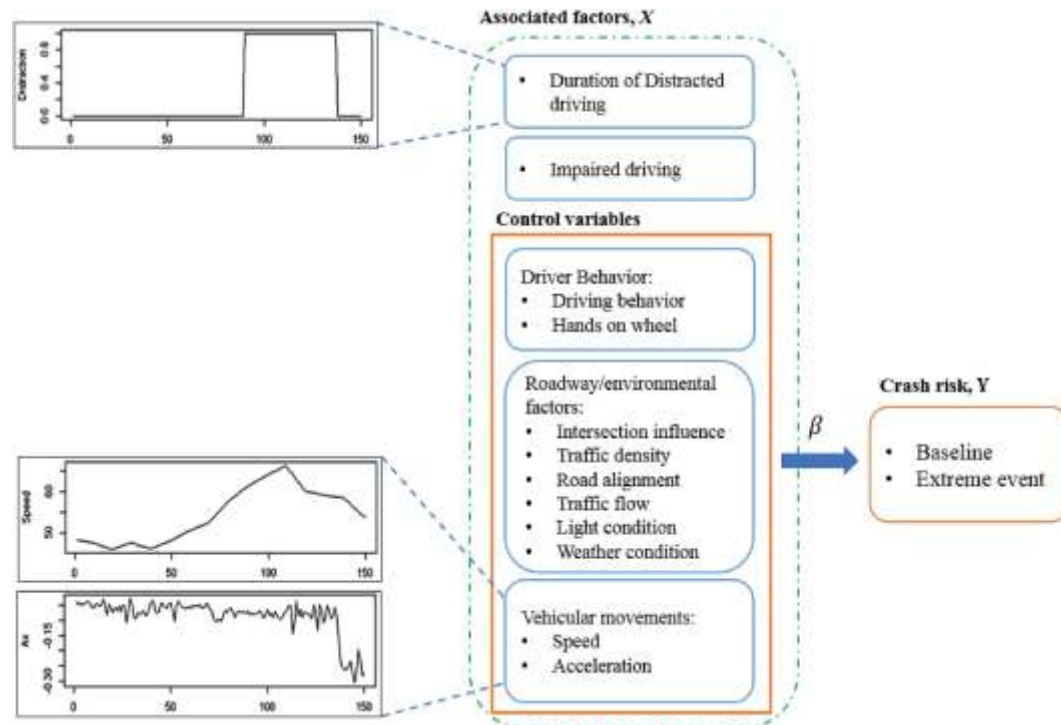 Associated factors, X
Distraction
0.8
0.4
0.0
0
50
100
150
• Duration of Distracted
driving
• Impaired driving
Control variables
Driver Behavior:
• Driving behavior
• Hands on wheel
Roadway/environmental
factors:
• Intersection influence
• Traffic density
• Road alignment
• Traffic flow
• Light condition
• Weather condition
Speed
60
50
0
50
100
150
Ax
-0.15
-0.30
0
50
100
150
Vehicular movements:
• Speed
• Acceleration
β
Crash risk, Y
• Baseline
• Extreme event